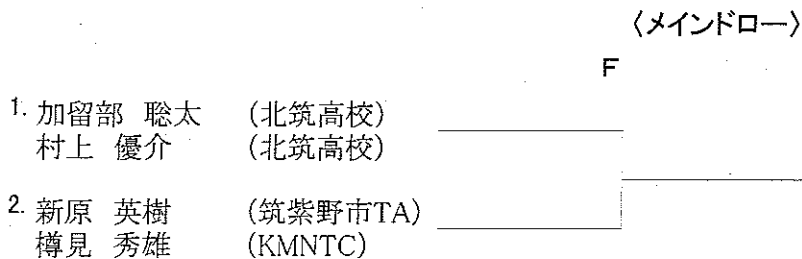 〈メインドロー〉
F
1. 加留部 聡太 (北筑高校)
村上 優介 (北筑高校)
2. 新原 英樹 (筑紫野市TA)
樽見 秀雄 (KMNTC)